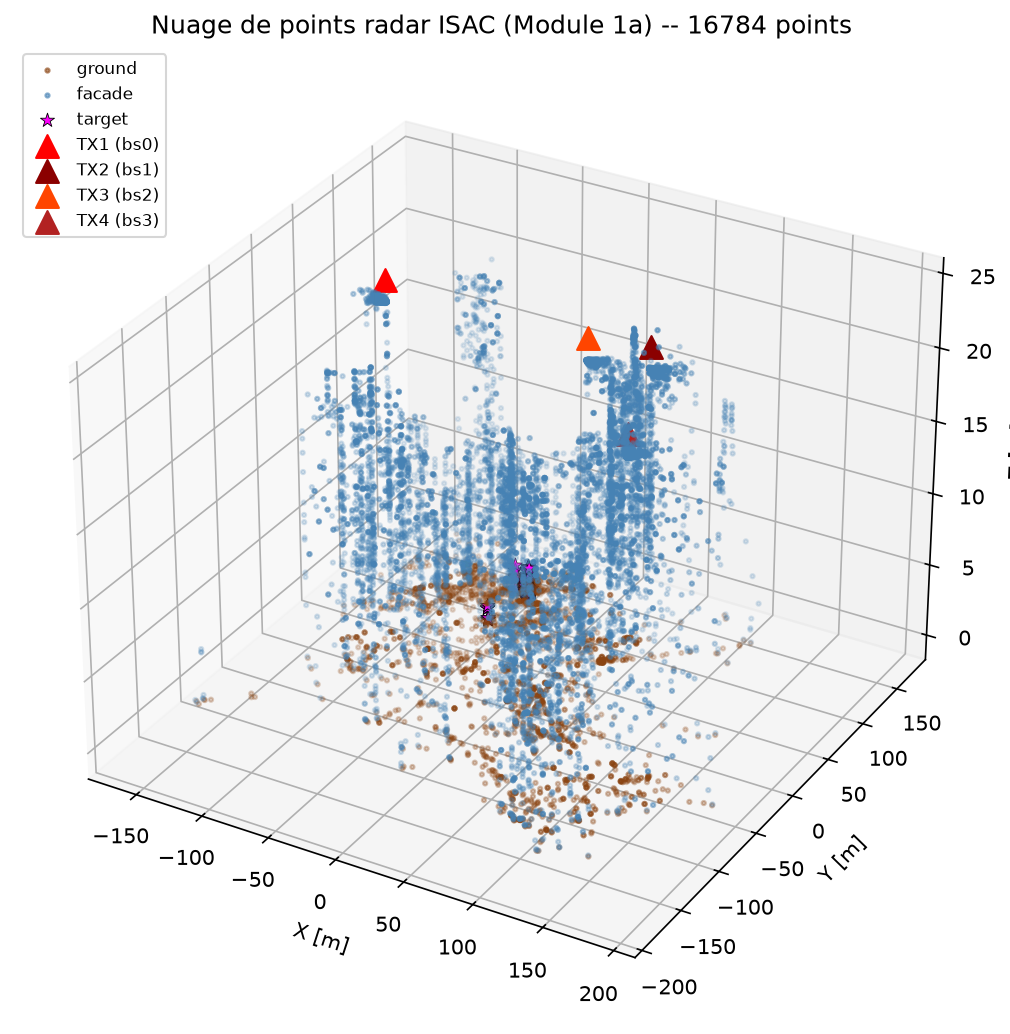 Nuage de points radar ISAC (Module 1a) -- 16784 points
ground
facade
target
TX1 (bs0)
TX2 (bs1)
TX3 (bs2)
TX4 (bs3)
25
20
15
10
5
0
150
100
50
0
−50
−100
−150
−200
Y [m]
−150
−100
−50
0
50
100
150
200
X [m]